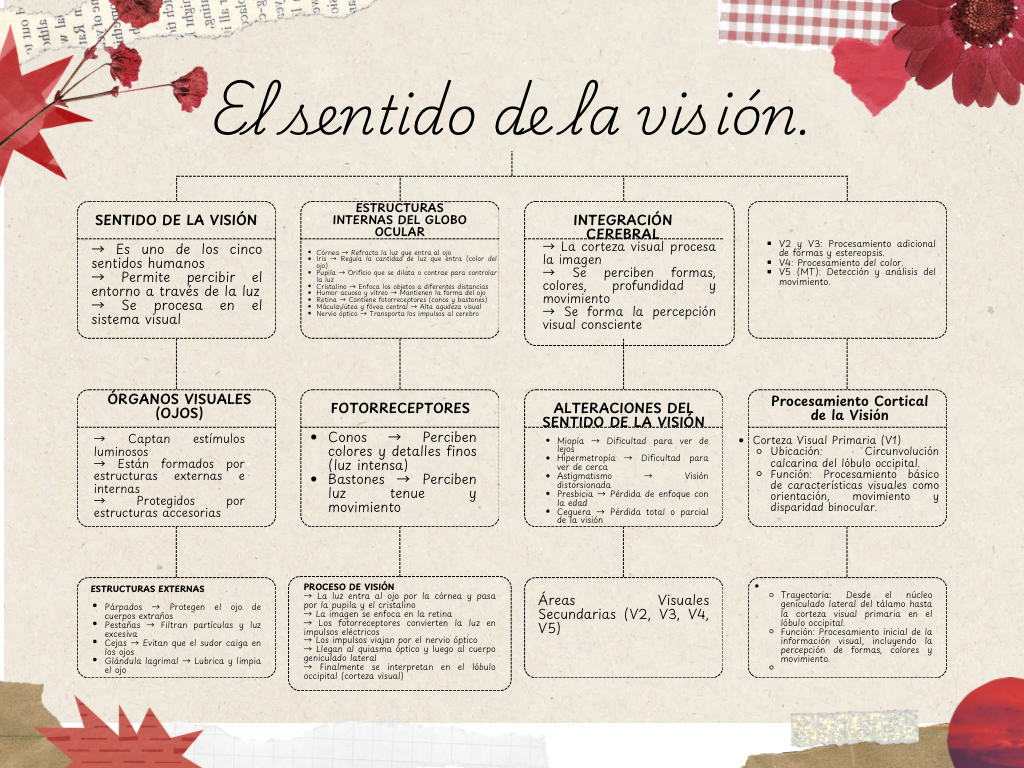 El sentido de la visión.
SENTIDO DE LA VISIÓN
→ Es uno de los cinco
sentidos humanos
→ Permite percibir el
entorno a través de la luz
→ Se procesa en el
sistema visual
ESTRUCTURAS
INTERNAS DEL GLOBO
OCULAR
• Córnea → Refracta la luz que entra al ojo
• Iris → Regula la cantidad de luz que entra (color del
ojo)
• Pupila → Orificio que se dilata o contrae para controlar
la luz
• Cristalino → Enfoca los objetos a diferentes distancias
• Humor acuoso y vítreo → Mantienen la forma del ojo
• Retina → Contiene fotorreceptores (conos y bastones)
• Mácula lútea y fóvea central → Alta agudeza visual
• Nervio óptico → Transporta los impulsos al cerebro
INTEGRACIÓN
CEREBRAL
→ La corteza visual procesa
la imagen
→ Se perciben formas,
colores, profundidad y
movimiento
→ Se forma la percepción
visual consciente
▪ V2 y V3: Procesamiento adicional
de formas y estereopsis.
▪ V4: Procesamiento del color.
▪ V5 (MT): Detección y análisis del
movimiento.
ÓRGANOS VISUALES
(OJOS)
→ Captan estímulos
luminosos
→ Están formados por
estructuras externas e
internas
→ Protegidos por
estructuras accesorias
FOTORRECEPTORES
• Conos → Perciben
colores y detalles finos
(luz intensa)
• Bastones → Perciben
luz tenue y
movimiento
ALTERACIONES DEL
SENTIDO DE LA VISIÓN
• Miopía → Dificultad para ver de
lejos
• Hipermetropía → Dificultad para
ver de cerca
• Astigmatismo → Visión
distorsionada
• Presbicia → Pérdida de enfoque con
la edad
• Ceguera → Pérdida total o parcial
de la visión
Procesamiento Cortical
de la Visión
• Corteza Visual Primaria (V1)
○ Ubicación: Circunvolución
calcarina del lóbulo occipital.
○ Función: Procesamiento básico
de características visuales como
orientación, movimiento y
disparidad binocular.
ESTRUCTURAS EXTERNAS
• Párpados → Protegen el ojo de
cuerpos extraños
• Pestañas → Filtran partículas y luz
excesiva
• Cejas → Evitan que el sudor caiga en
los ojos
• Glándula lagrimal → Lubrica y limpia
el ojo
PROCESO DE VISIÓN
→ La luz entra al ojo por la córnea y pasa
por la pupila y el cristalino
→ La imagen se enfoca en la retina
→ Los fotorreceptores convierten la luz en
impulsos eléctricos
→ Los impulsos viajan por el nervio óptico
→ Llegan al quiasma óptico y luego al cuerpo
geniculado lateral
→ Finalmente se interpretan en el lóbulo
occipital (corteza visual)
Áreas Visuales
Secundarias (V2, V3, V4,
V5)
•
○ Trayectoria: Desde el núcleo
geniculado lateral del tálamo hasta
la corteza visual primaria en el
lóbulo occipital.
○ Función: Procesamiento inicial de la
información visual, incluyendo la
percepción de formas, colores y
movimiento.
○